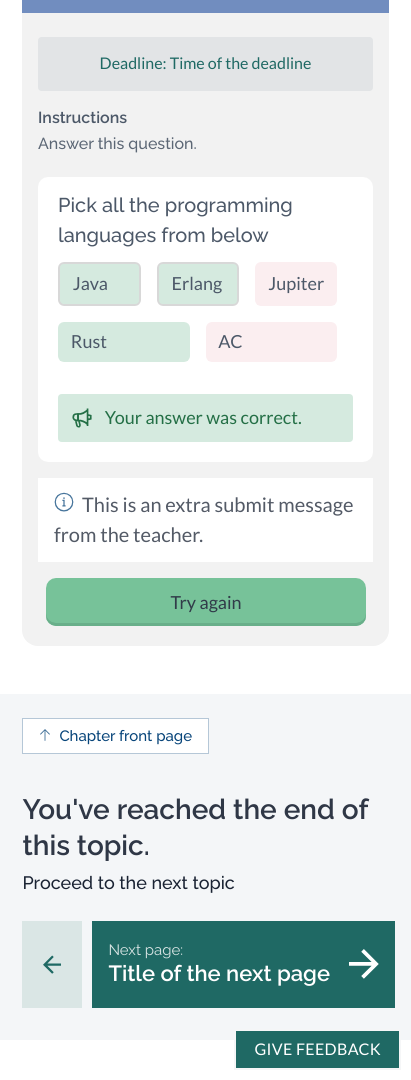 Deadline: Time of the deadline
Instructions
Answer this question.
Pick all the programming
languages from below
Java Erlang Jupiter
Rust AC
Your answer was correct.
This is an extra submit message
from the teacher.
Try again
Chapter front page
You've reached the end of
this topic.
Proceed to the next topic
Next page:
Title of the next page
GIVE FEEDBACK